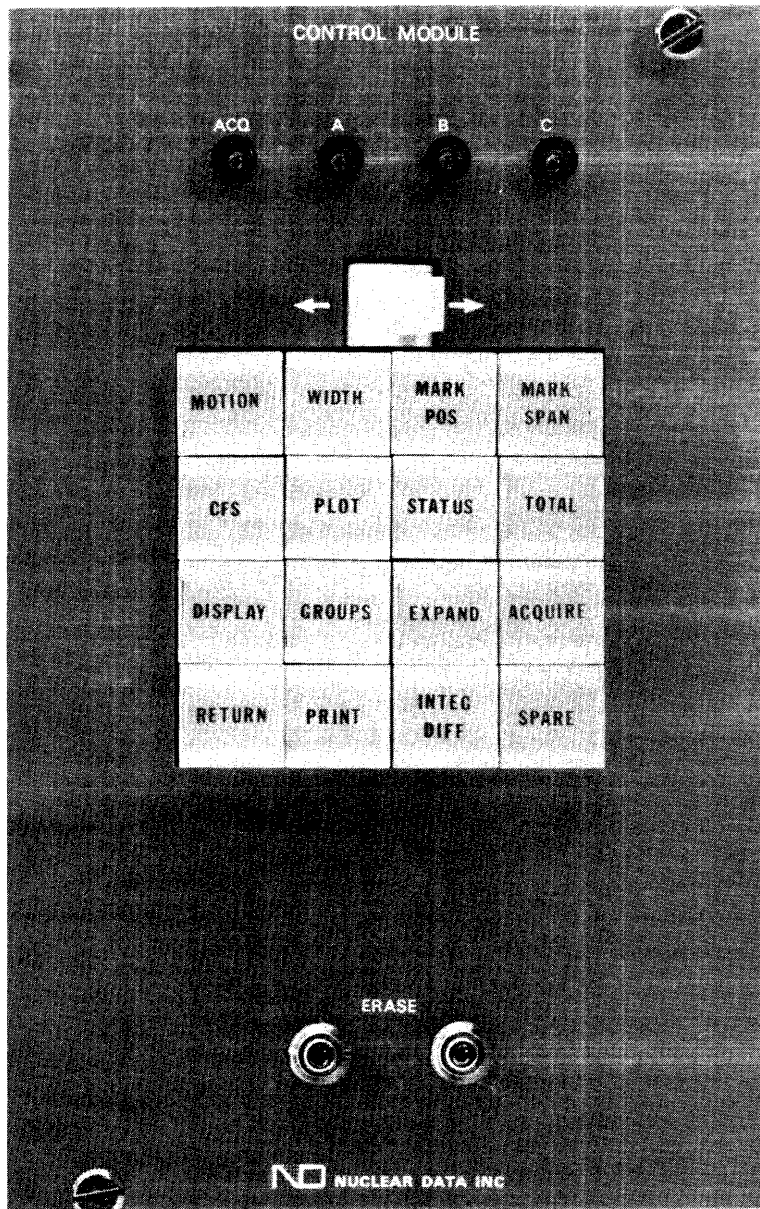 CONTROL MODULE
ACQ A B C
MOTION WIDTH MARK POS MARK SPAN
CFS PLOT STATUS TOTAL
DISPLAY GROUPS EXPAND ACQUIRE
RETURN PRINT INTEG DIFF SPARE
ERASE
ND NUCLEAR DATA INC